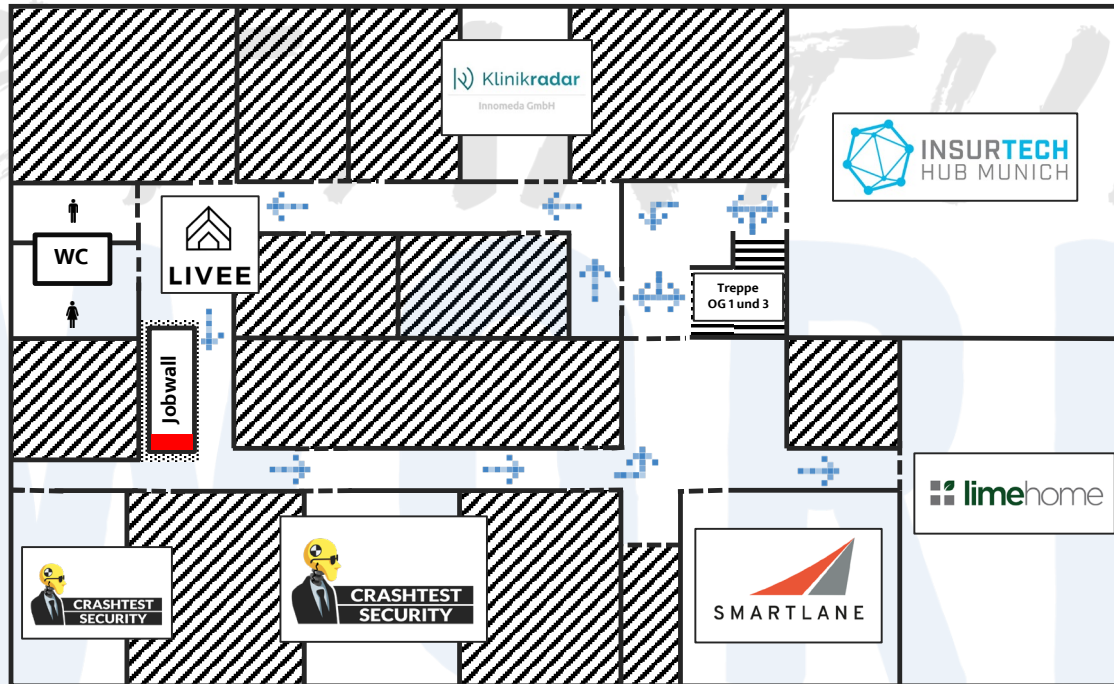 Klinikradar
Innomeda GmbH
INSURTECH
HUB MUNICH
WC
LIVEE
Treppe
OG 1 und 3
Jobwall
limehome
CRASHTEST
SECURITY
CRASHTEST
SECURITY
SMARTLANE